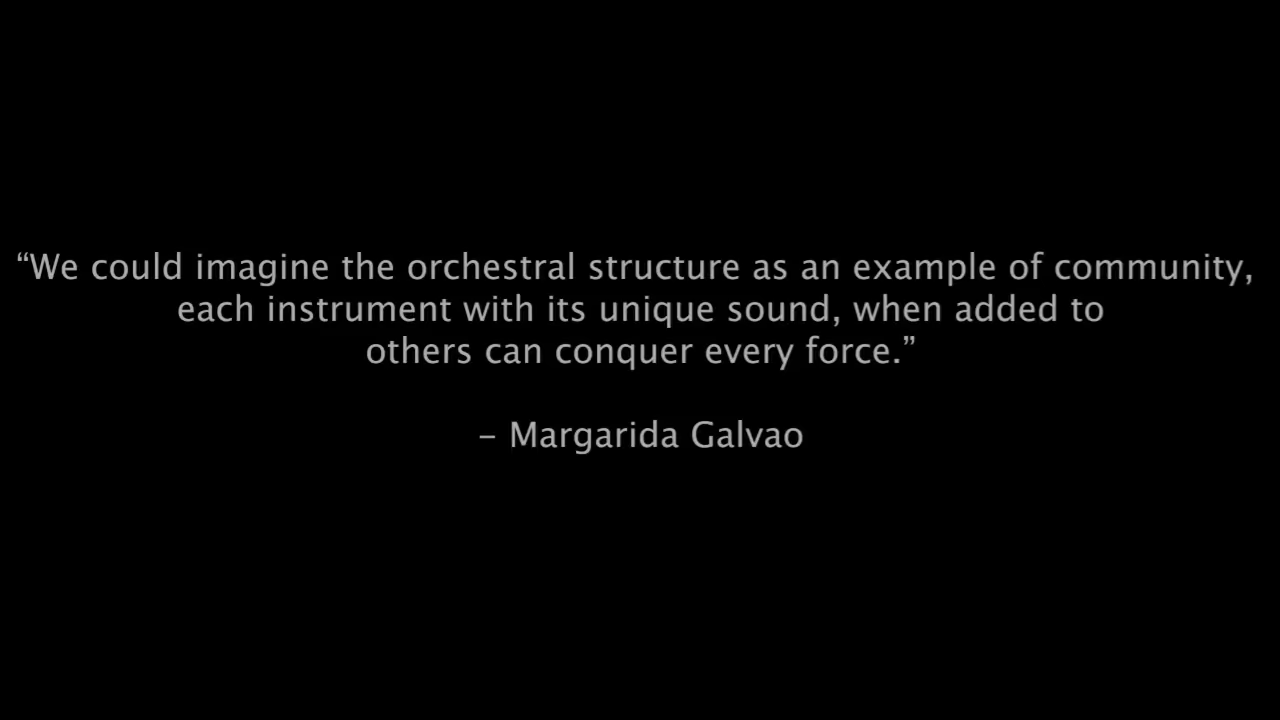 “We could imagine the orchestral structure as an example of community,
each instrument with its unique sound, when added to
others can conquer every force.”
– Margarida Galvao